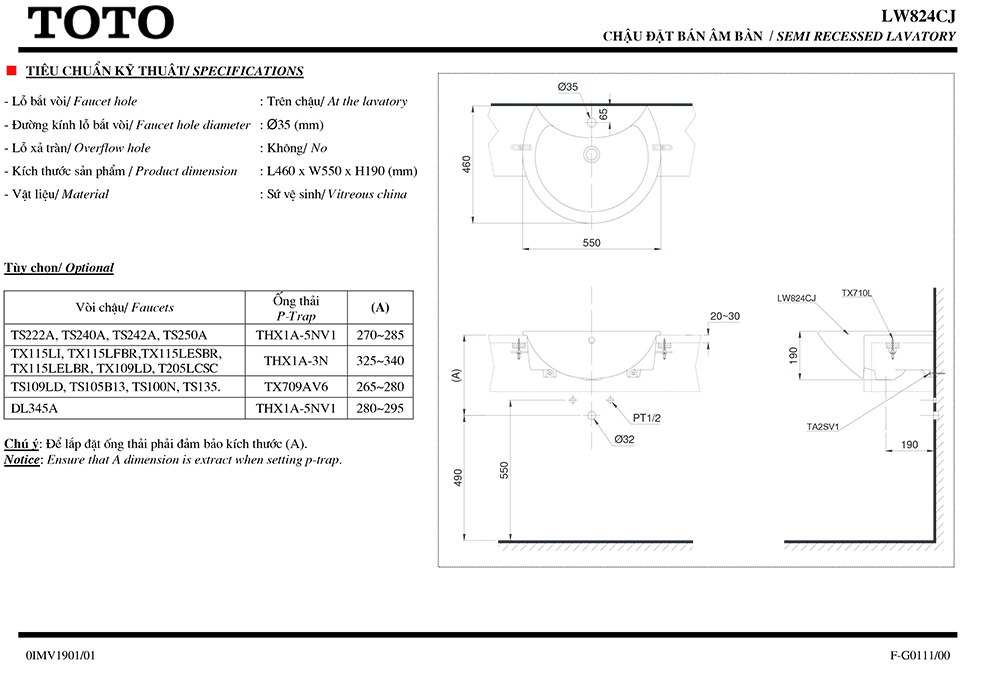 TOTO
LW824CJ
CHẬU ĐẶT BÁN ÂM BÀN / SEMI RECESSED LAVATORY
TIÊU CHUẨN KỸ THUÂT/ SPECIFICATIONS
- Lỗ bắt vòi/ Faucet hole : Trên chậu/ At the lavatory
- Đường kính lỗ bắt vòi/ Faucet hole diameter : Ø35 (mm)
- Lỗ xả tràn/ Overflow hole : Không/ No
- Kích thước sản phẩm / Product dimension : L460 x W550 x H190 (mm)
- Vật liệu/ Material : Sứ vệ sinh/ Vitreous china
Tùy chon/ Optional
Vòi chậu/ Faucets
Ống thải
P-Trap
(A)
TS222A, TS240A, TS242A, TS250A THX1A-5NV1 270~285
TX115LI, TX115LFBR,TX115LESBR,
TX115LELBR, TX109LD, T205LCSC
THX1A-3N 325~340
TS109LD, TS105B13, TS100N, TS135. TX709AV6 265~280
DL345A THX1A-5NV1 280~295
Chú ý: Để lắp đặt ống thải phải đảm bảo kích thước (A).
Notice: Ensure that A dimension is extract when setting p-trap.
Ø35
65
460
550
20~30
(A)
PT1/2
Ø32
490
550
LW824CJ
TX710L
190
TA2SV1
190
0IMV1901/01
F-G0111/00